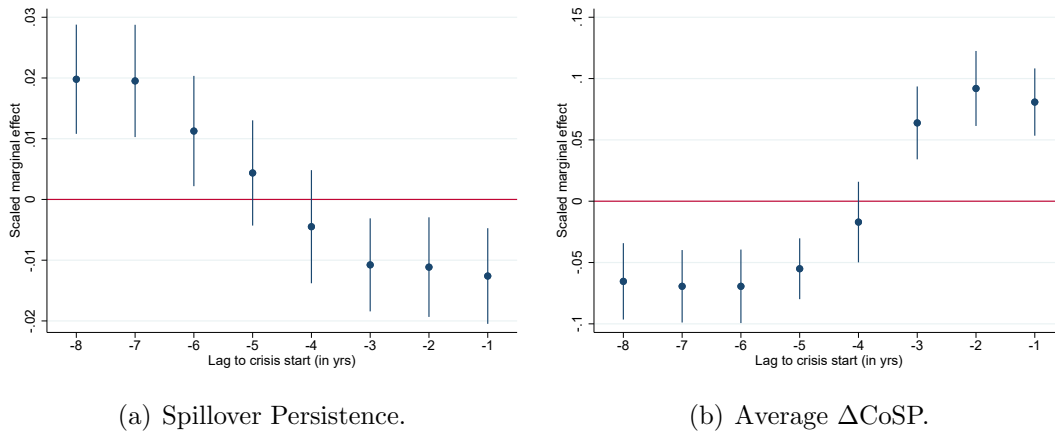 Scaled marginal effect
.03
.02
.01
0
-.01
-.02
-8 -7 -6 -5 -4 -3 -2 -1
Lag to crisis start (in yrs)
(a) Spillover Persistence.
Scaled marginal effect
.15
.1
.05
0
-.05
-.1
-8 -7 -6 -5 -4 -3 -2 -1
Lag to crisis start (in yrs)
(b) Average ΔCoSP.